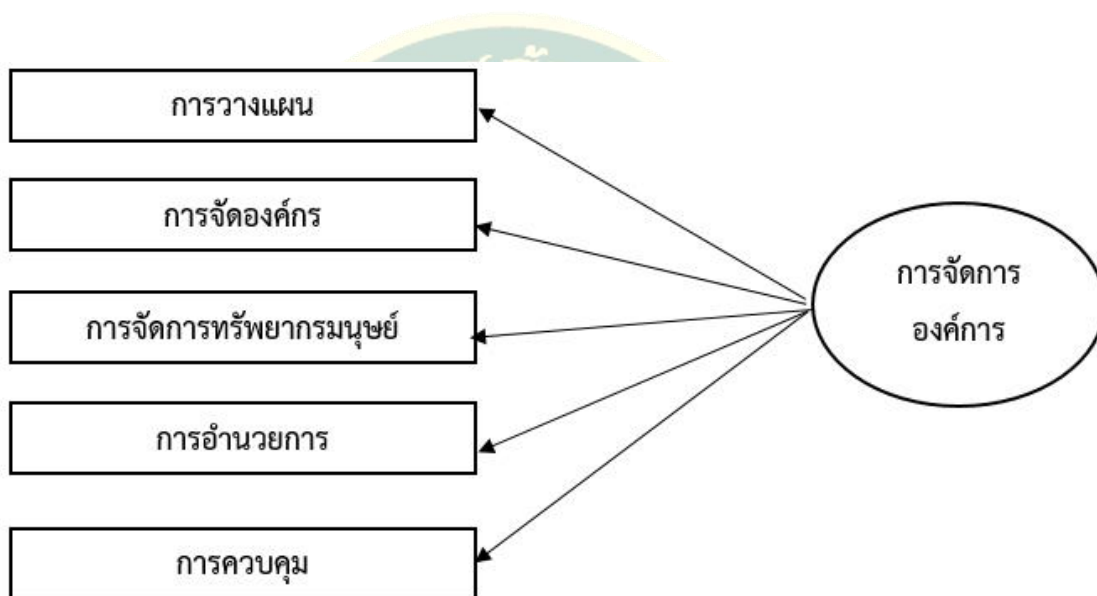 การวางแผน
การจัดองค์กร
การจัดการทรัพยากรมนุษย์
การอำนวยการ
การควบคุม
การจัดการ
องค์การ